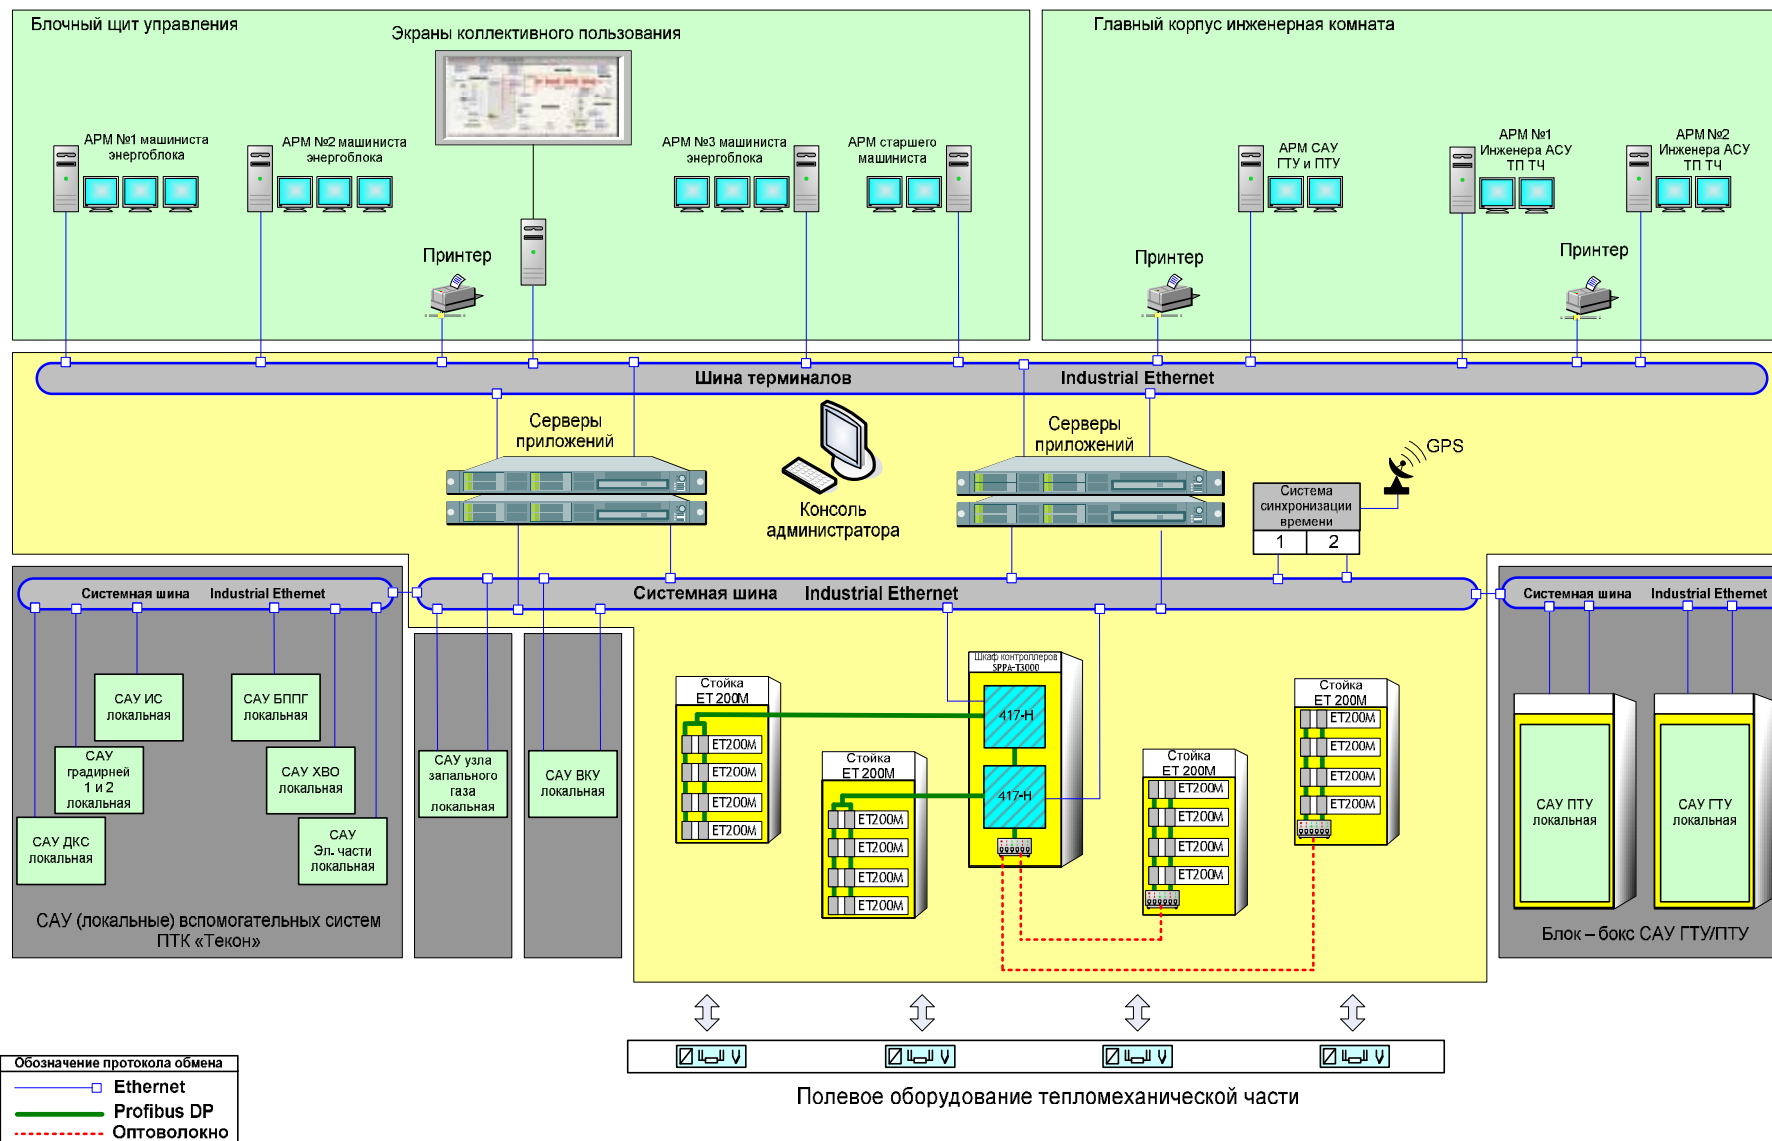 Блочный щит управления
Экраны коллективного пользования
АРМ №1 машиниста
энергоблока
АРМ №2 машиниста
энергоблока
АРМ №3 машиниста
энергоблока
АРМ старшего
машиниста
Принтер
Главный корпус инженерная комната
АРМ САУ
ГТУ и ПТУ
АРМ №1
Инженера АСУ
ТП ТЧ
АРМ №2
Инженера АСУ
ТП ТЧ
Принтер
Принтер
Шина терминалов Industrial Ethernet
Серверы
приложений
Консоль
администратора
Серверы
приложений
GPS
Система
синхронизации
времени
1 2
Системная шина Industrial Ethernet
Системная шина Industrial Ethernet
Системная шина Industrial Ethernet
САУ ИС
локальная
САУ БППГ
локальная
САУ
градирней
1 и 2
локальная
САУ ХВО
локальная
САУ ДКС
локальная
САУ
Эл. части
локальная
САУ (локальные) вспомогательных систем
ПТК «Текон»
САУ узла
запального
газа
локальная
САУ ВКУ
локальная
Стойка
ET 200M
ET200M
ET200M
ET200M
ET200M
Стойка
ET 200M
ET200M
ET200M
ET200M
ET200M
Шкаф контроллеров
SPPA-T3000
417-H
417-H
Стойка
ET 200M
ET200M
ET200M
ET200M
ET200M
Стойка
ET 200M
ET200M
ET200M
ET200M
ET200M
САУ ПТУ
локальная
САУ ГТУ
локальная
Блок – бокс САУ ГТУ/ПТУ
Полевое оборудование тепломеханической части
Обозначение протокола обмена
Ethernet
Profibus DP
Оптоволокно